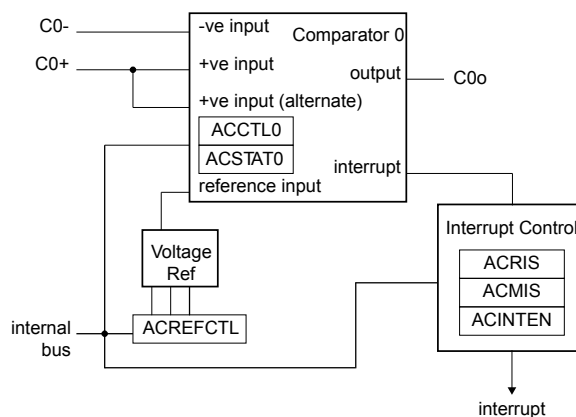 C0-
-ve input
Comparator 0
C0+
+ve input
output
C0o
+ve input (alternate)
ACCTL0
ACSTAT0
interrupt
reference input
Voltage
Ref
Interrupt Control
ACRIS
ACMIS
ACINTEN
internal
bus
ACREFCTL
interrupt